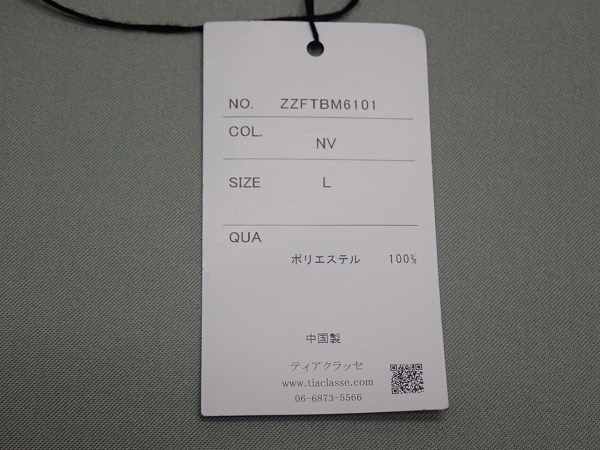 NO. ZZFTBM6101
COL.
NV
SIZE L
QUA
ポリエステル 100%
中国製
ティアクラッセ
www.tiaclasse.com
06-6873-5566